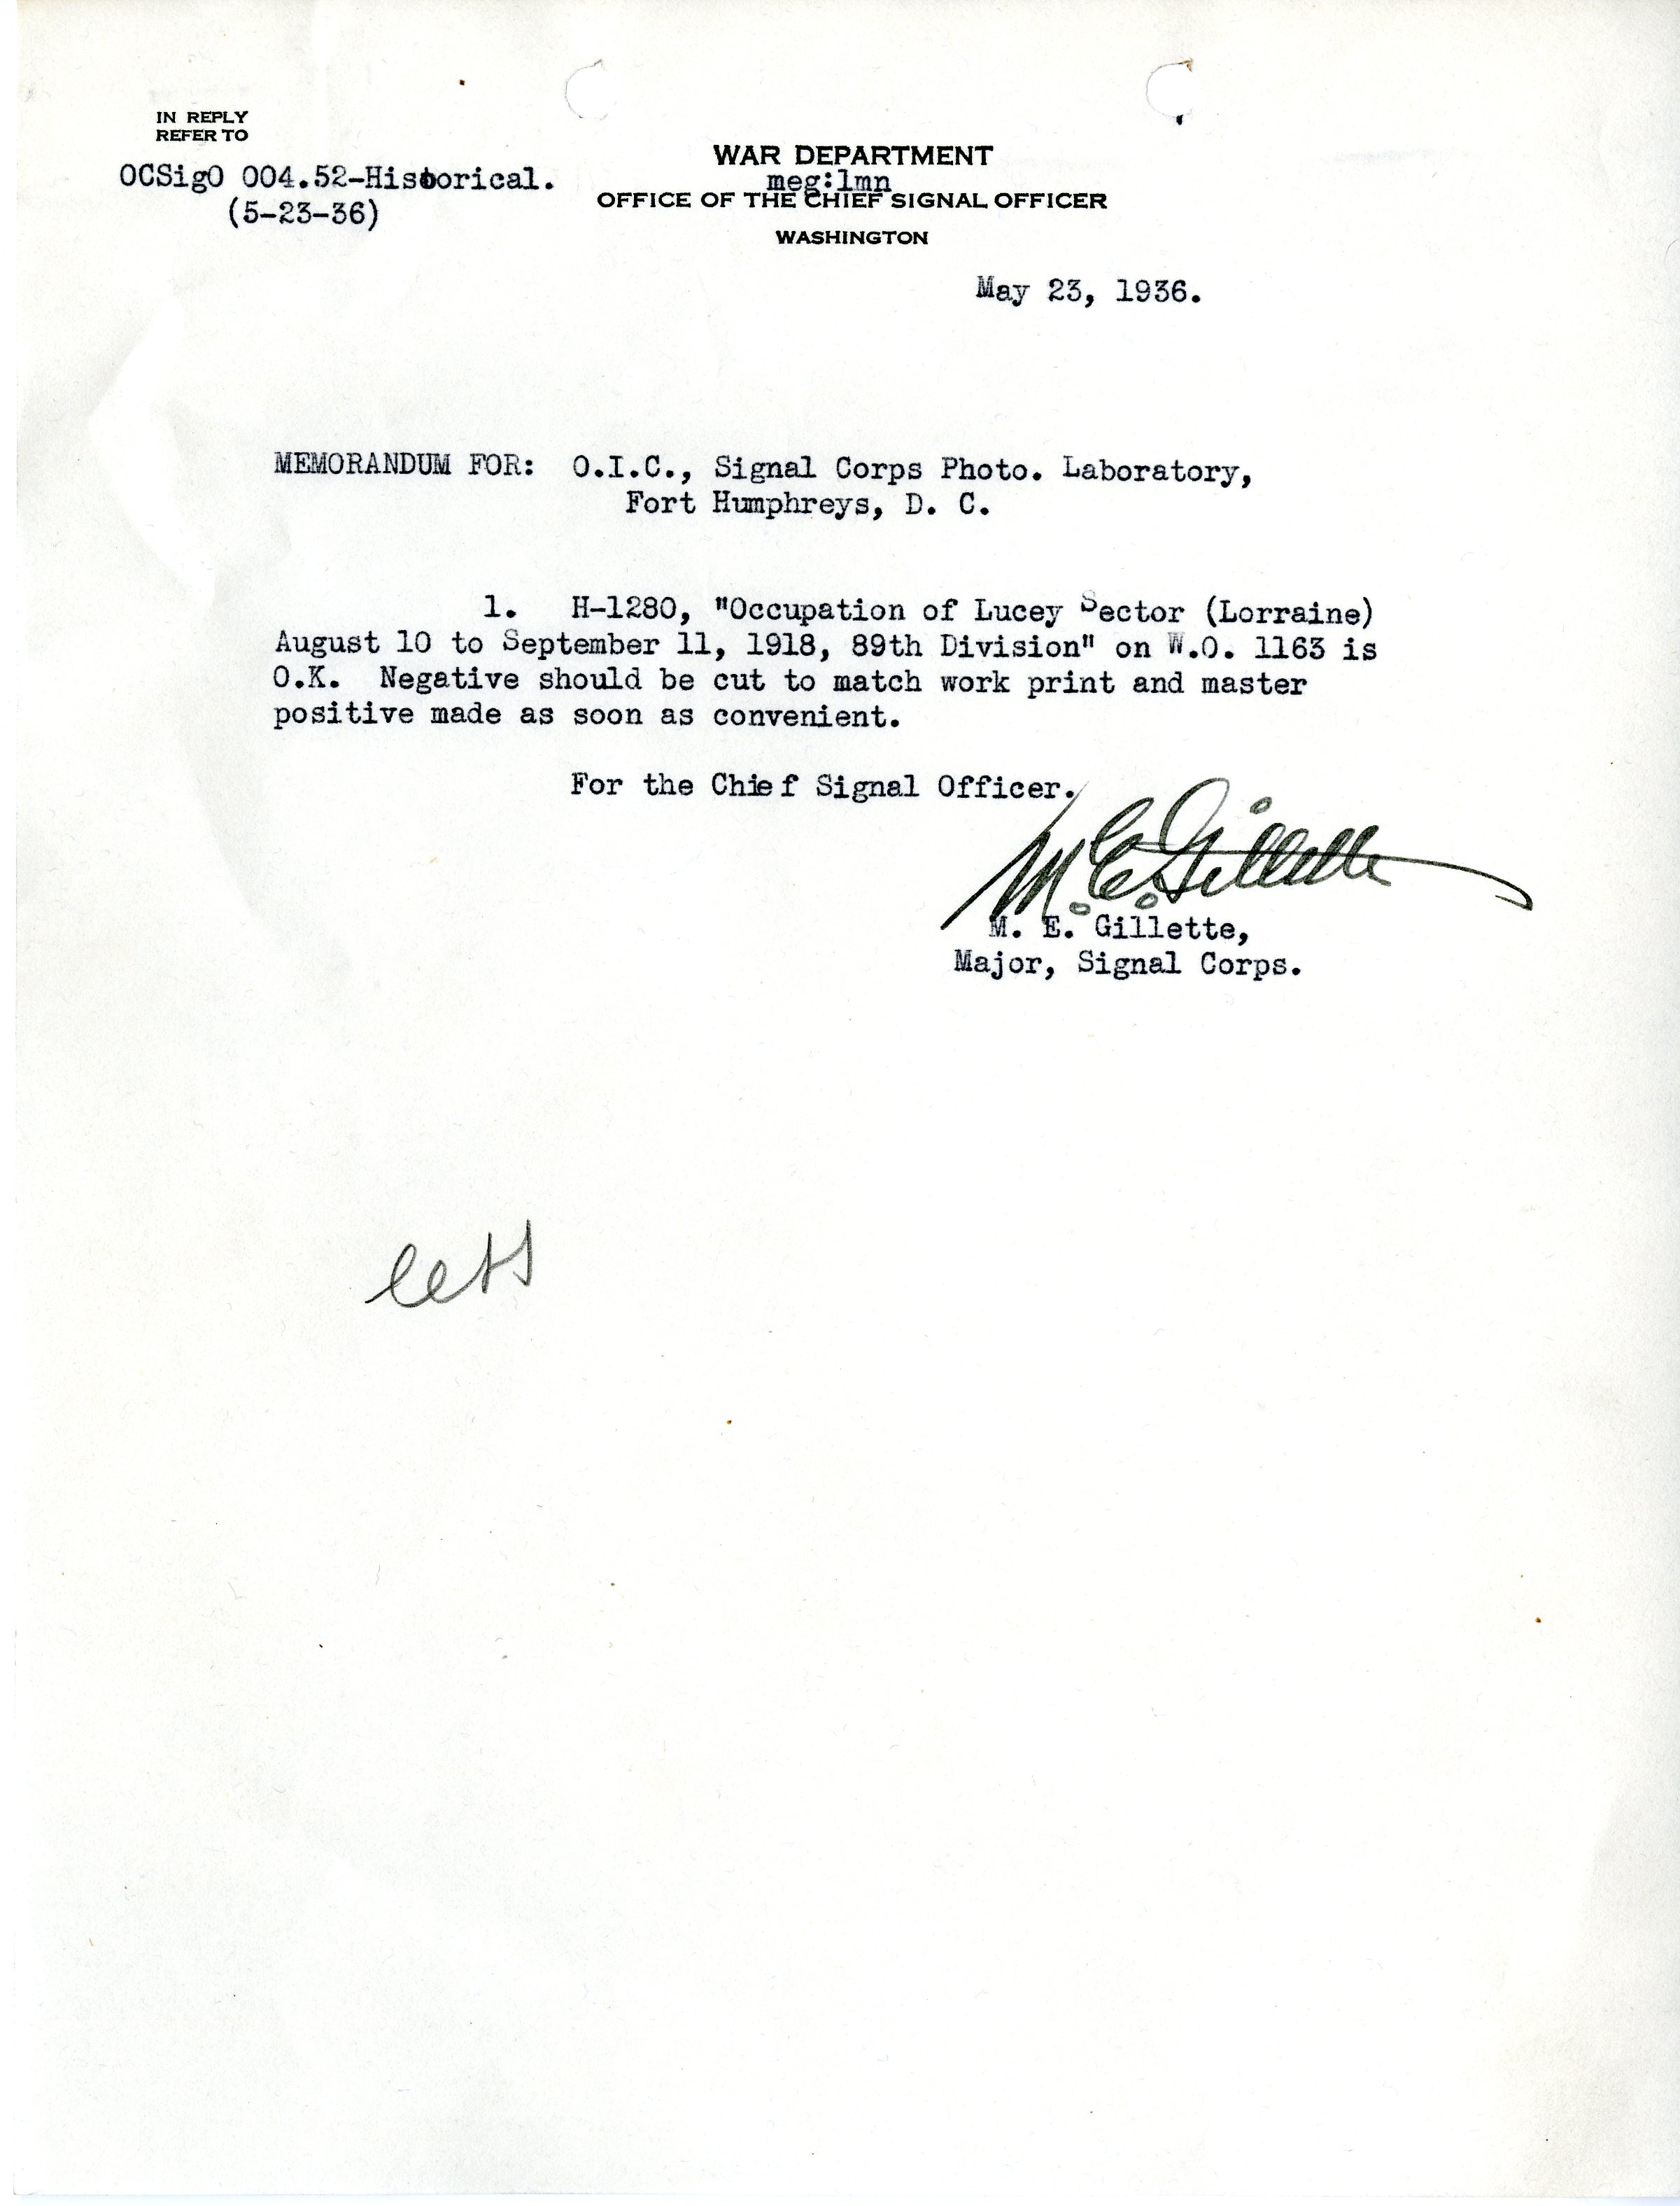 IN REPLY
REFER TO
OCSigO 004.52-Historical.
(5-23-36)
WAR DEPARTMENT
meg:lmn
OFFICE OF THE CHIEF SIGNAL OFFICER
WASHINGTON
May 23, 1936.
MEMORANDUM FOR: O.I.C., Signal Corps Photo. Laboratory,
Fort Humphreys, D. C.
1. H-1280, "Occupation of Lucey Sector (Lorraine)
August 10 to September 11, 1918, 89th Division" on W.O. 1163 is
O.K. Negative should be cut to match work print and master
positive made as soon as convenient.
For the Chief Signal Officer.
M. E. Gillette
M. E. Gillette,
Major, Signal Corps.